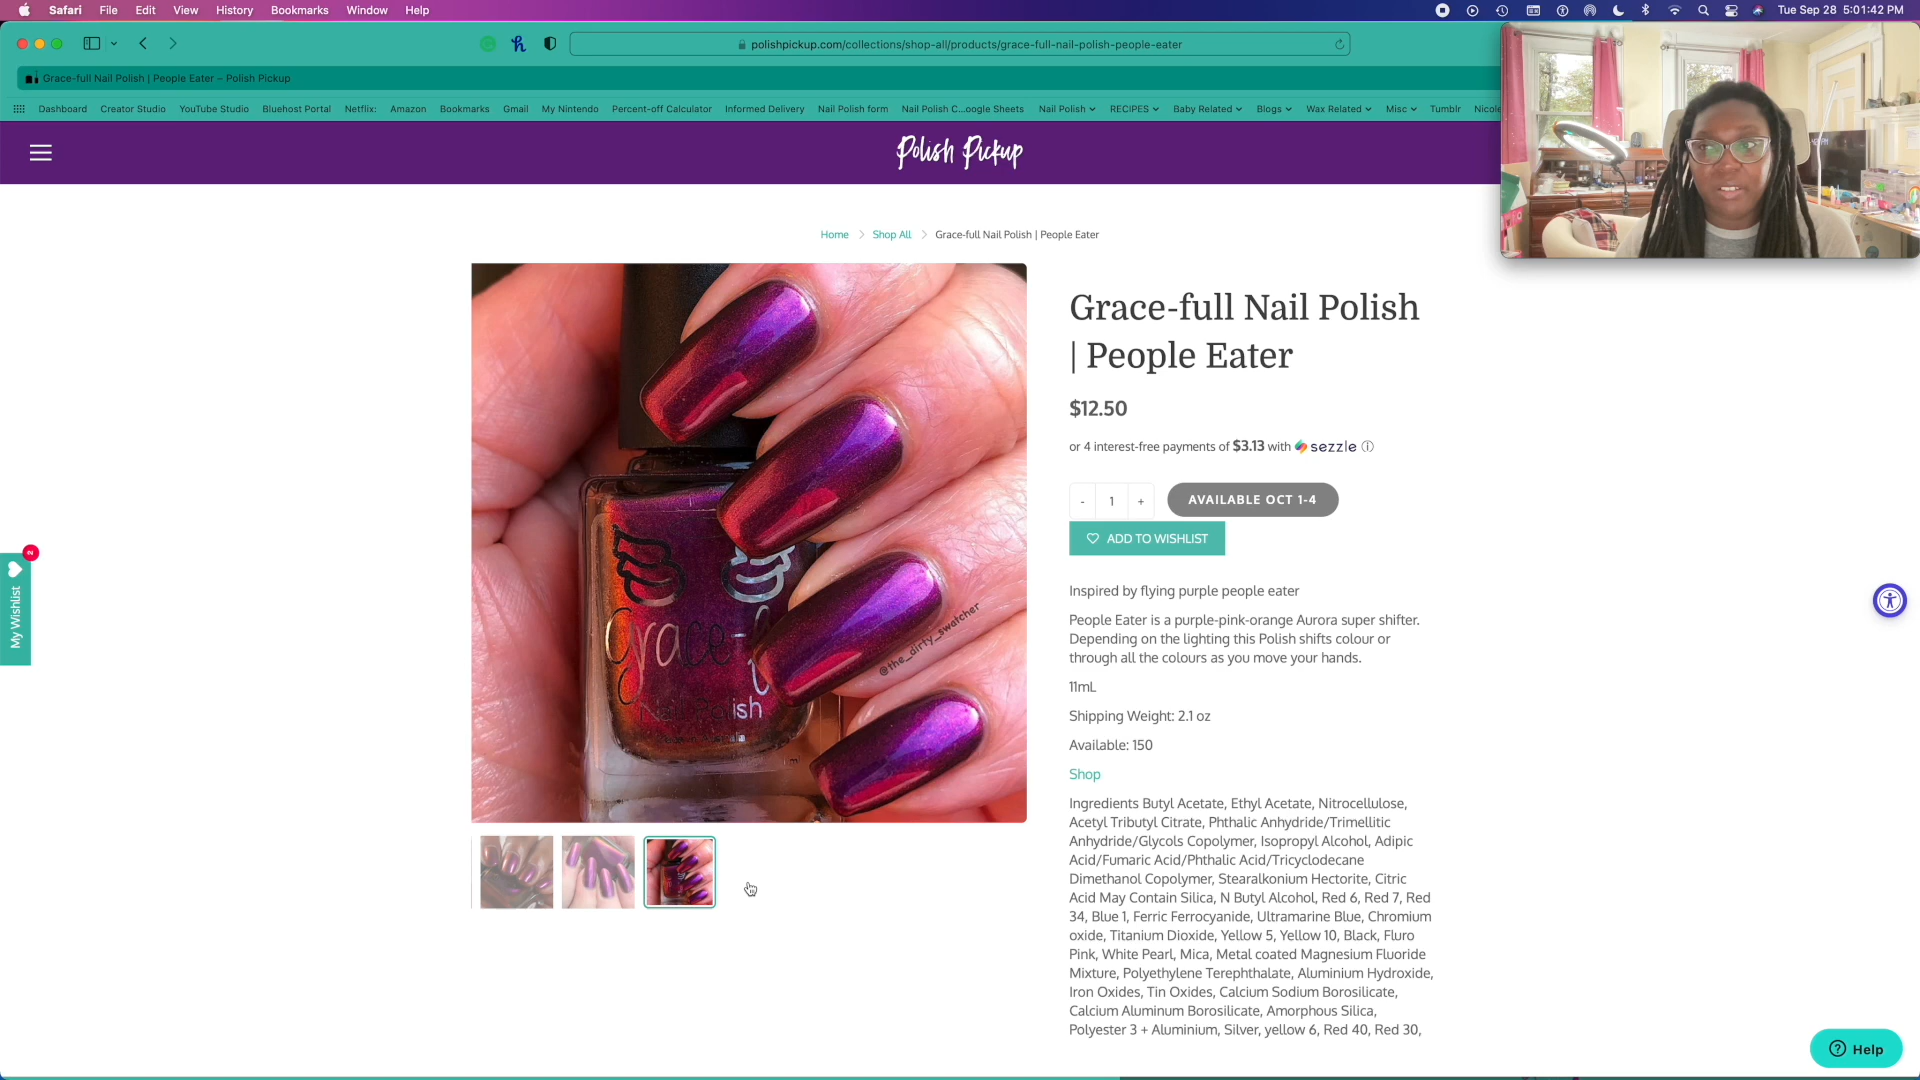 Safari File Edit View History Bookmarks Window Help
Tue Sep 28 5:01:42 PM
polishpickup.com/collections/shop-all/products/grace-full-nail-polish-people-eater
Grace-full Nail Polish | People Eater – Polish Pickup
Dashboard Creator Studio YouTube Studio Bluehost Portal Netflix: Amazon Bookmarks Gmail My Nintendo Percent-off Calculator Informed Delivery Nail Polish form Nail Polish C...oogle Sheets Nail Polish RECIPES Baby Related Blogs Wax Related Misc Tumblr Nicole
Polish Pickup
Home Shop All Grace-full Nail Polish | People Eater
Grace-full Nail Polish
| People Eater
$12.50
or 4 interest-free payments of $3.13 with sezzle
- 1 + AVAILABLE OCT 1-4
ADD TO WISHLIST
Inspired by flying purple people eater
People Eater is a purple-pink-orange Aurora super shifter.
Depending on the lighting this Polish shifts colour or
through all the colours as you move your hands.
11mL
Shipping Weight: 2.1 oz
Available: 150
Shop
Ingredients Butyl Acetate, Ethyl Acetate, Nitrocellulose,
Acetyl Tributyl Citrate, Phthalic Anhydride/Trimellitic
Anhydride/Glycols Copolymer, Isopropyl Alcohol, Adipic
Acid/Fumaric Acid/Phthalic Acid/Tricyclodecane
Dimethanol Copolymer, Stearalkonium Hectorite, Citric
Acid May Contain Silica, N Butyl Alcohol, Red 6, Red 7, Red
34, Blue 1, Ferric Ferrocyanide, Ultramarine Blue, Chromium
oxide, Titanium Dioxide, Yellow 5, Yellow 10, Black, Fluro
Pink, White Pearl, Mica, Metal coated Magnesium Fluoride
Mixture, Polyethylene Terephthalate, Aluminium Hydroxide,
Iron Oxides, Tin Oxides, Calcium Sodium Borosilicate,
Calcium Aluminum Borosilicate, Amorphous Silica,
Polyester 3 + Aluminium, Silver, yellow 6, Red 40, Red 30,
@the_dirty_swatcher
Nail Polish
My Wishlist
2
Help